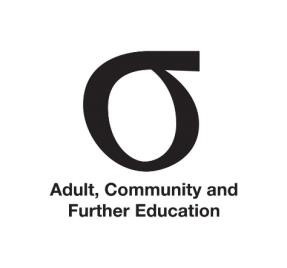 σ
Adult, Community and
Further Education